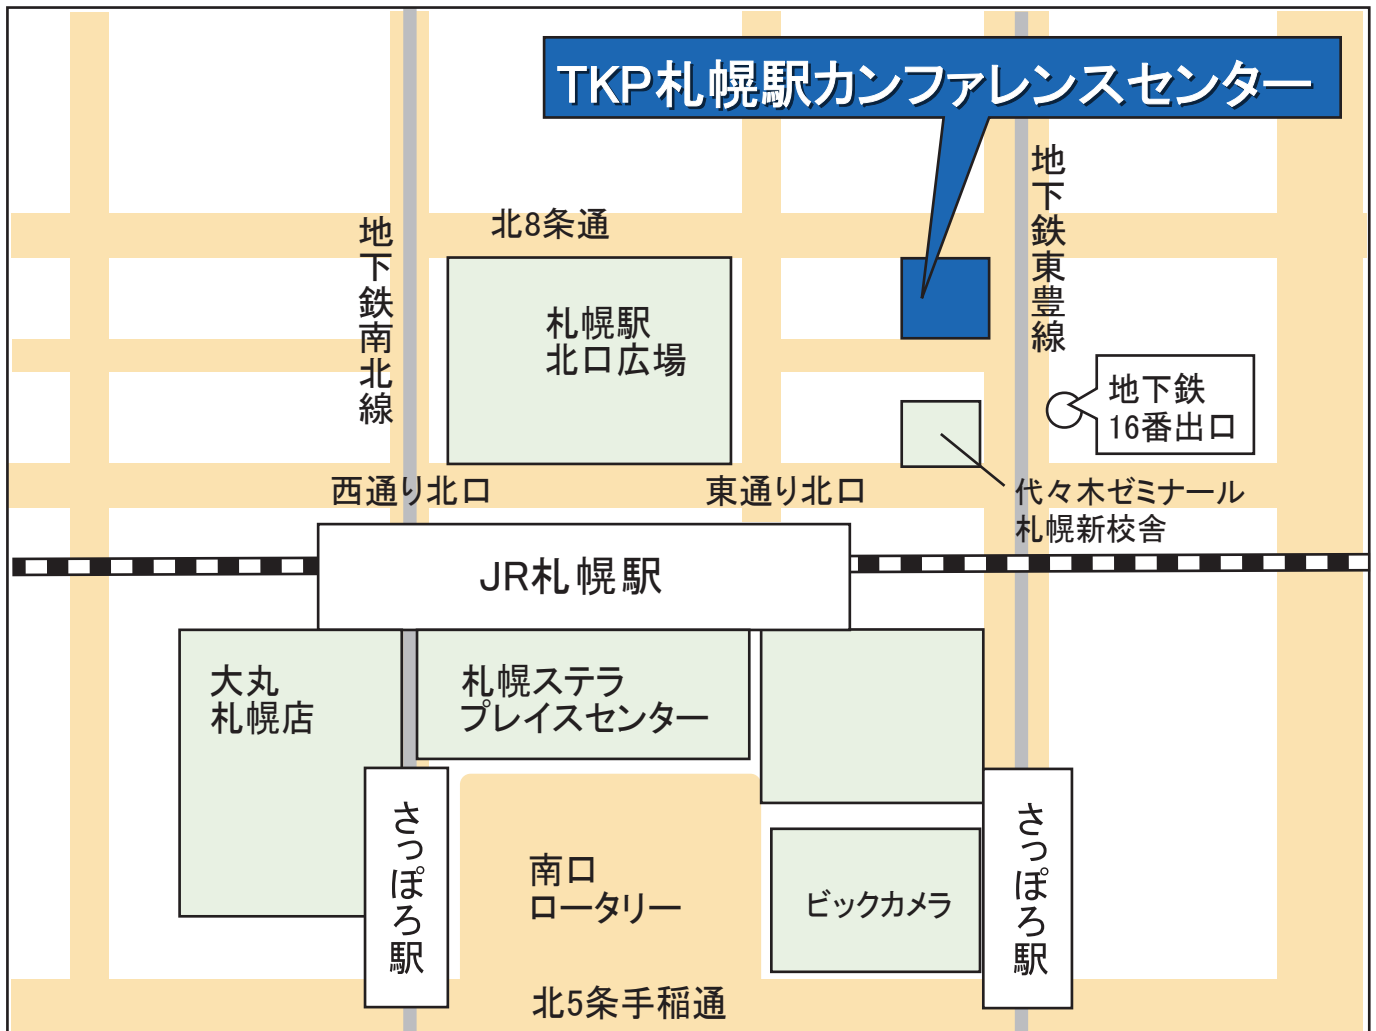 TKP札幌駅カンファレンスセンター
地下鉄東豊線
北8条通
地下鉄南北線
札幌駅
北口広場
地下鉄
16番出口
西通り北口
東通り北口
代々木ゼミナール
札幌新校舎
JR札幌駅
大丸
札幌店
札幌ステラ
プレイスセンター
さっぽろ駅
南口
ロータリー
ビックカメラ
さっぽろ駅
北5条手稲通